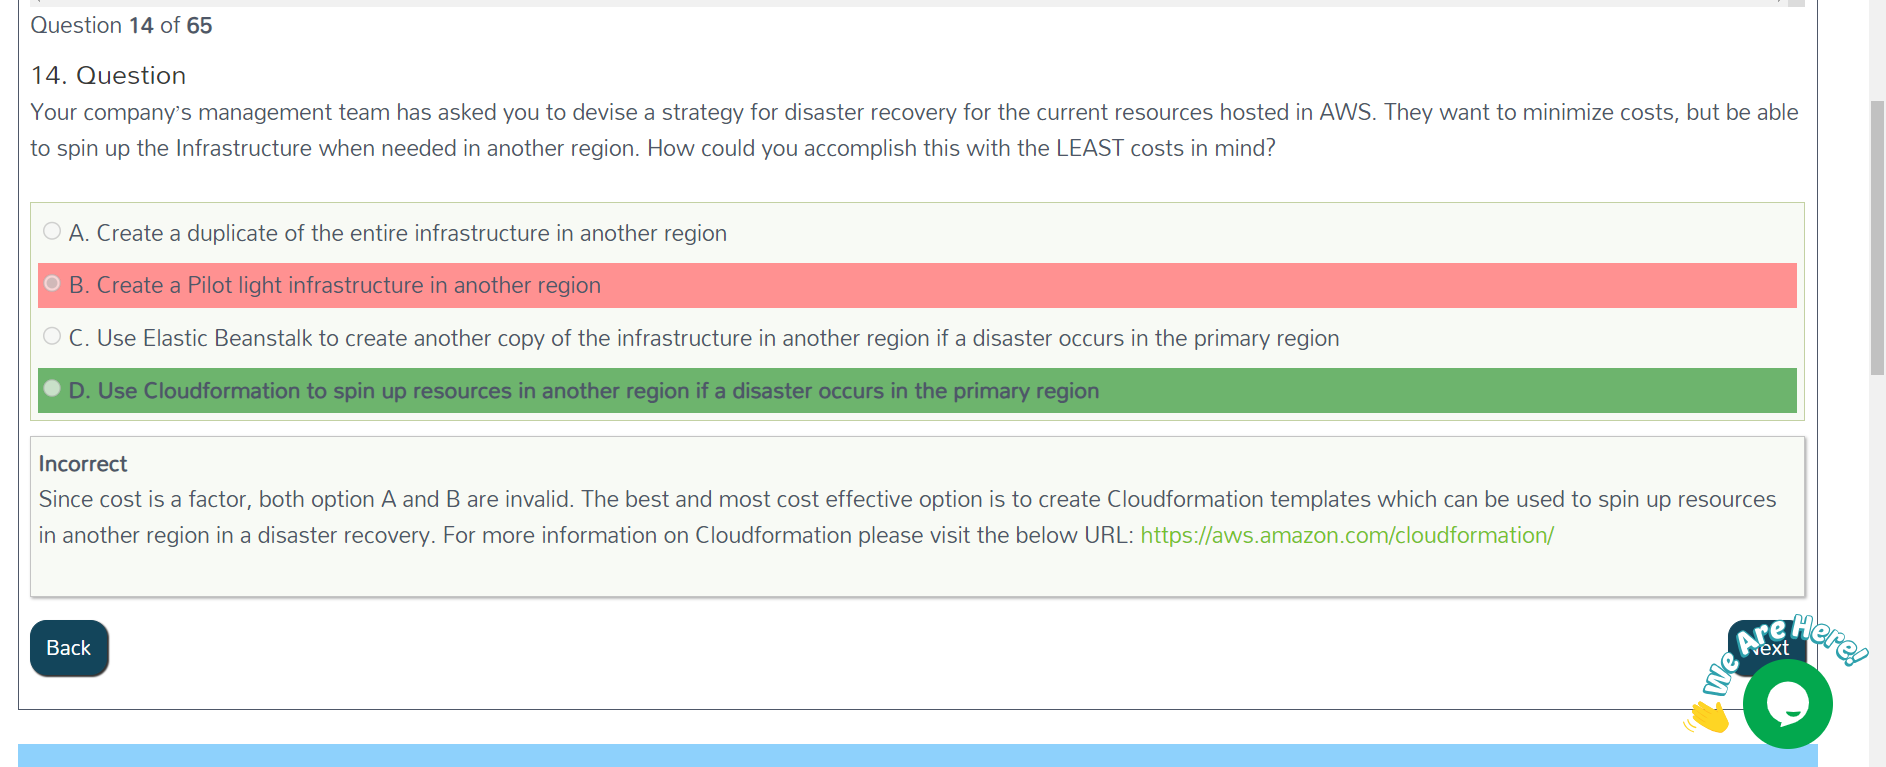 Question 14 of 65
14. Question
Your company's management team has asked you to devise a strategy for disaster recovery for the current resources hosted in AWS. They want to minimize costs, but be able
to spin up the Infrastructure when needed in another region. How could you accomplish this with the LEAST costs in mind?
A. Create a duplicate of the entire infrastructure in another region
B. Create a Pilot light infrastructure in another region
C. Use Elastic Beanstalk to create another copy of the infrastructure in another region if a disaster occurs in the primary region
D. Use Cloudformation to spin up resources in another region if a disaster occurs in the primary region
Incorrect
Since cost is a factor, both option A and B are invalid. The best and most cost effective option is to create Cloudformation templates which can be used to spin up resources
in another region in a disaster recovery. For more information on Cloudformation please visit the below URL: https://aws.amazon.com/cloudformation/
Back
Next
We Are Here!